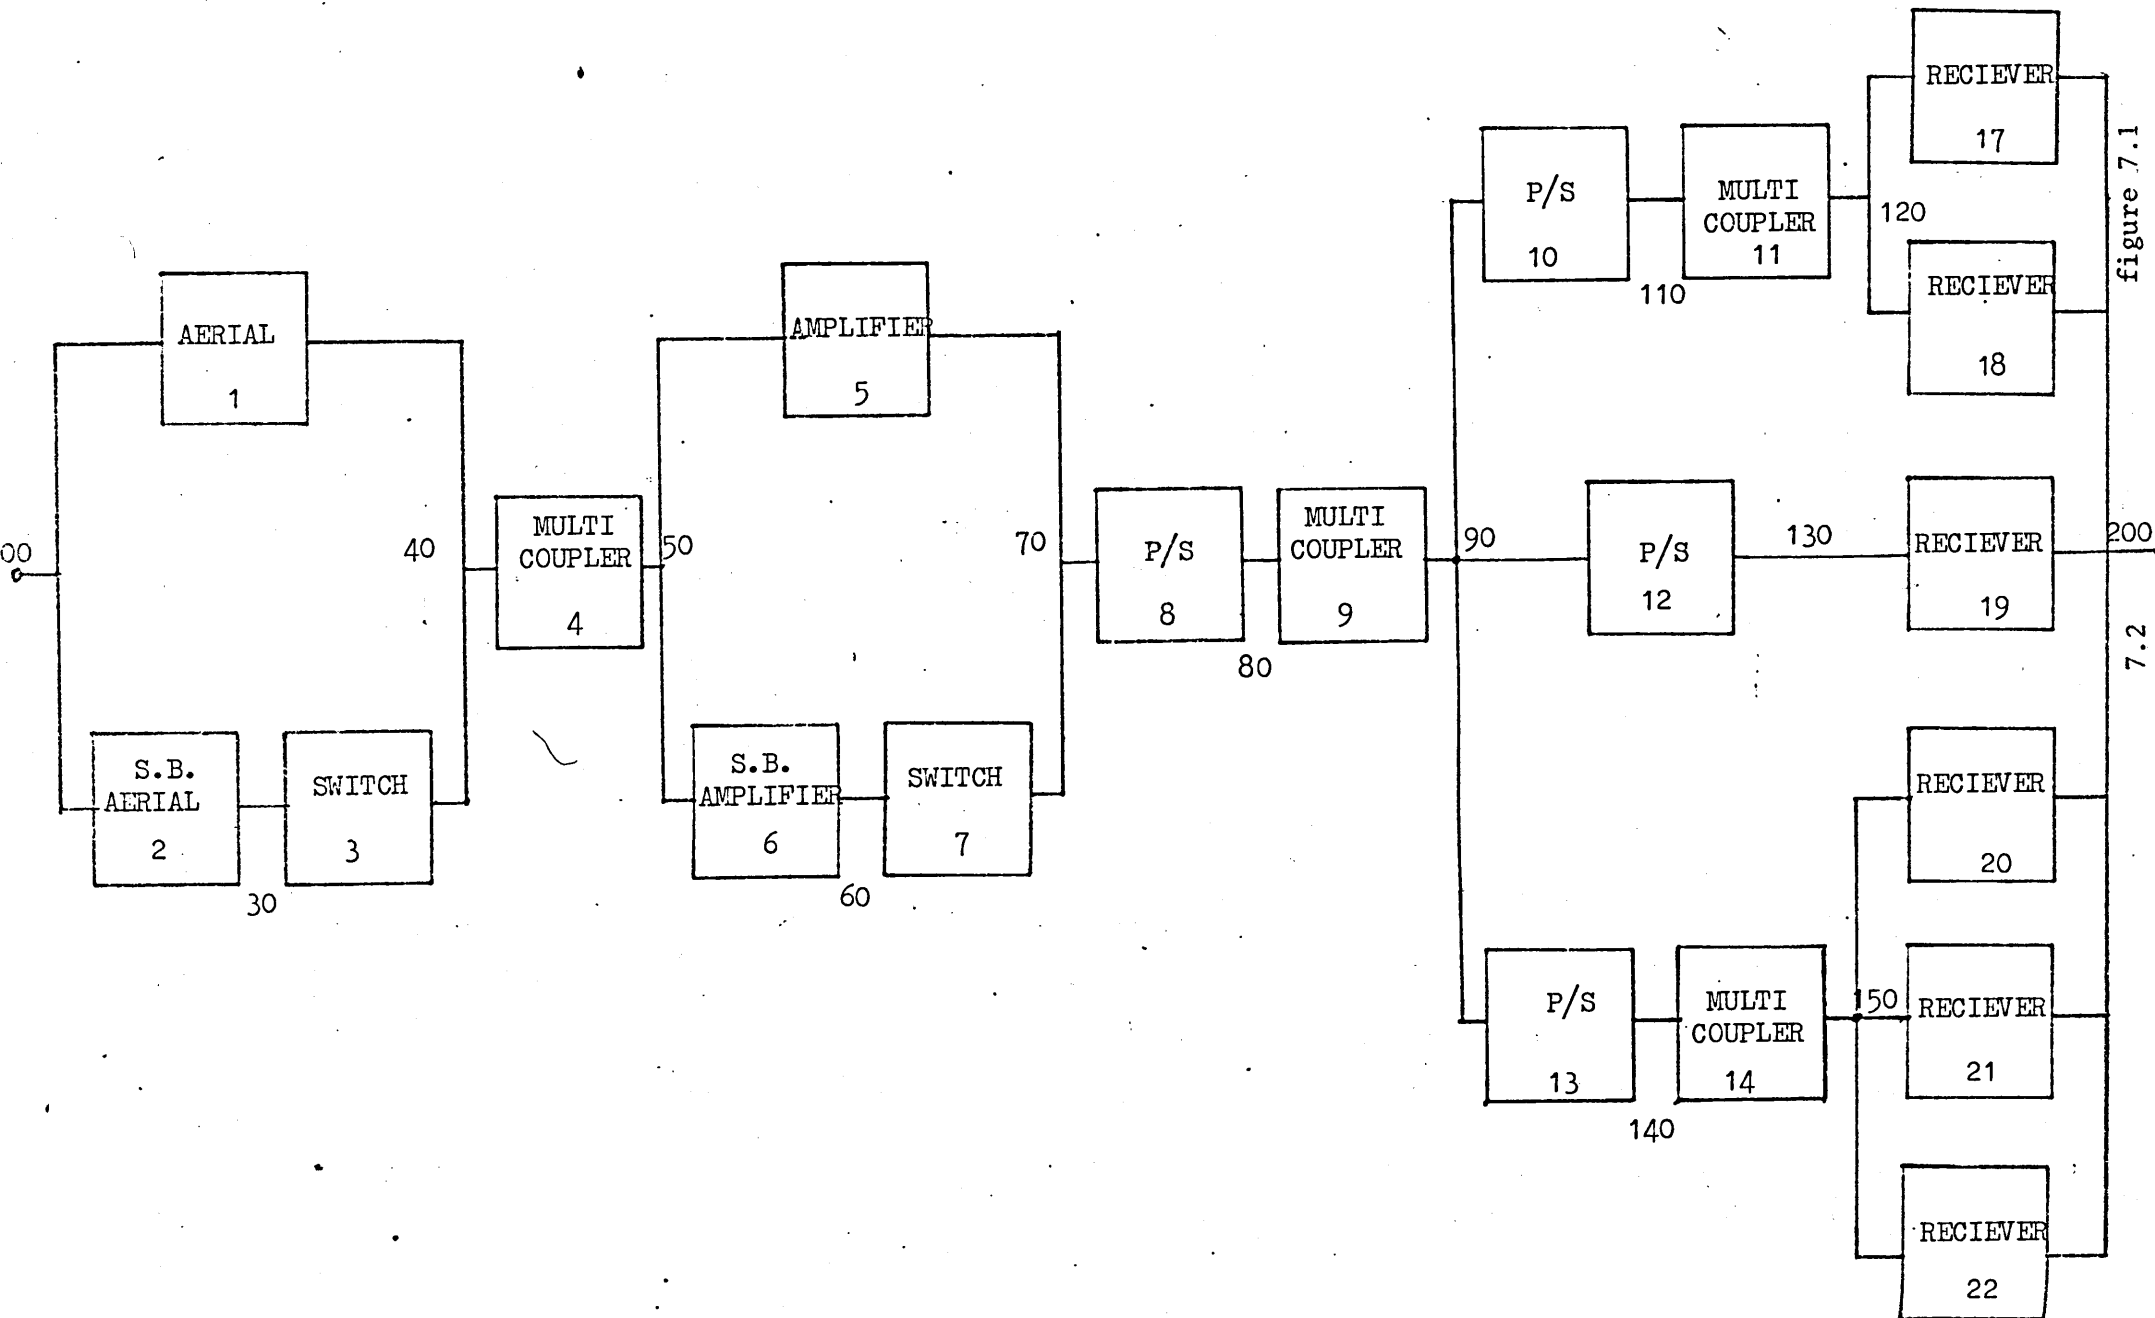 00
AERIAL
1
S.B.
AERIAL
2
30
SWITCH
3
40
MULTI
COUPLER
4
50
AMPLIFIER
5
S.B.
AMPLIFIER
6
60
SWITCH
7
70
P/S
8
80
MULTI
COUPLER
9
90
P/S
10
110
MULTI
COUPLER
11
120
RECIEVER
17
RECIEVER
18
P/S
12
130
RECIEVER
19
200
P/S
13
140
MULTI
COUPLER
14
150
RECIEVER
20
RECIEVER
21
RECIEVER
22
figure 7.1
7.2